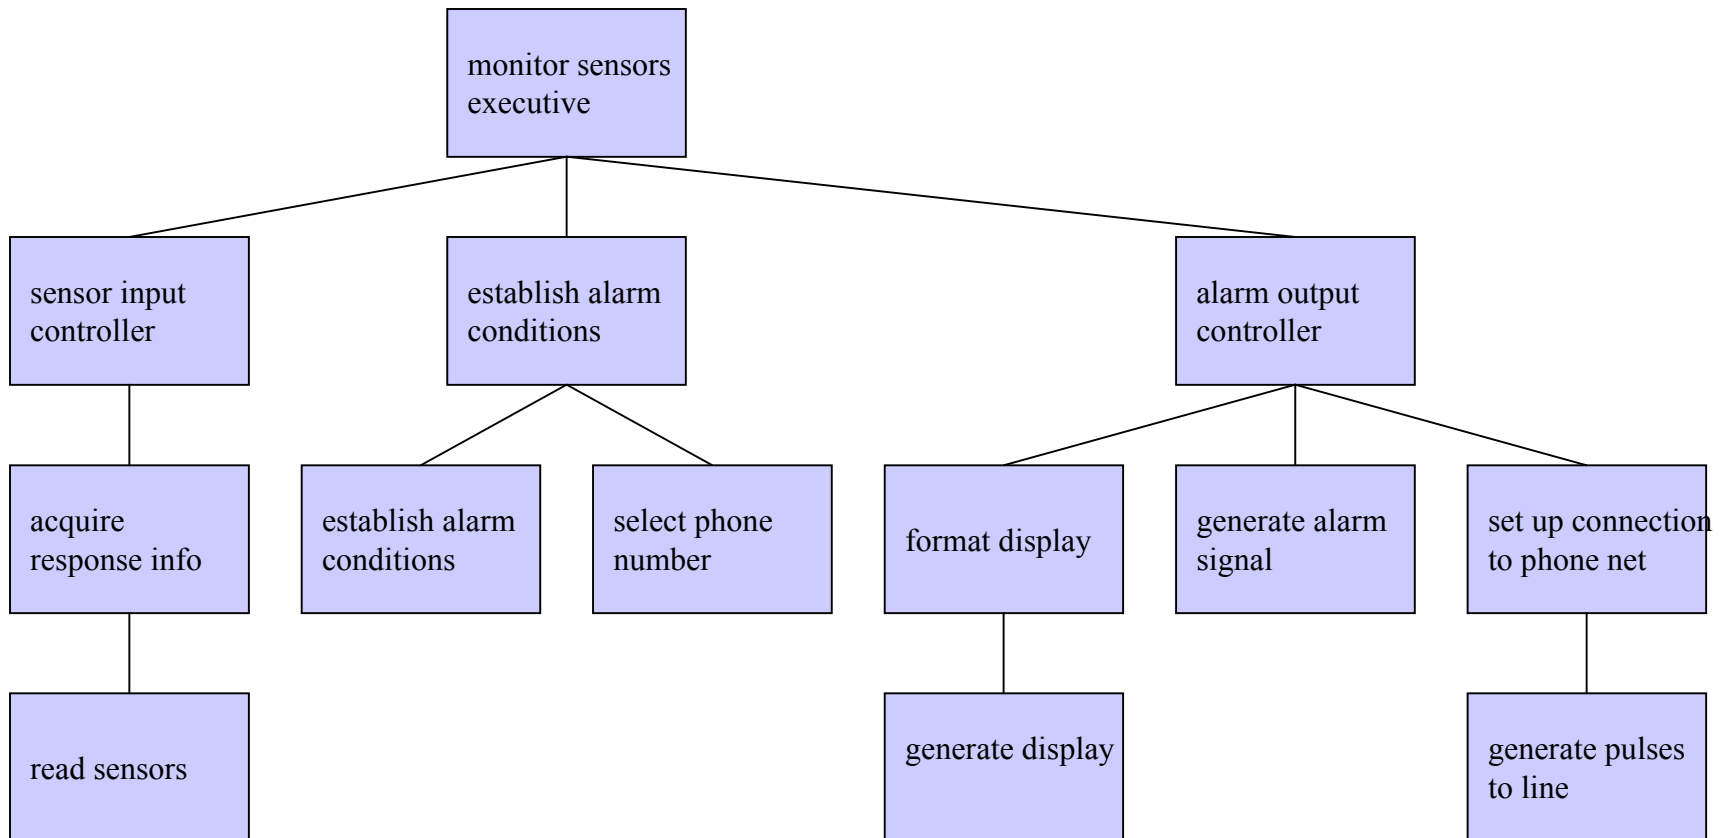 monitor sensors
executive
sensor input
controller
establish alarm
conditions
alarm output
controller
acquire
response info
establish alarm
conditions
select phone
number
format display
generate alarm
signal
set up connection
to phone net
read sensors
generate display
generate pulses
to line